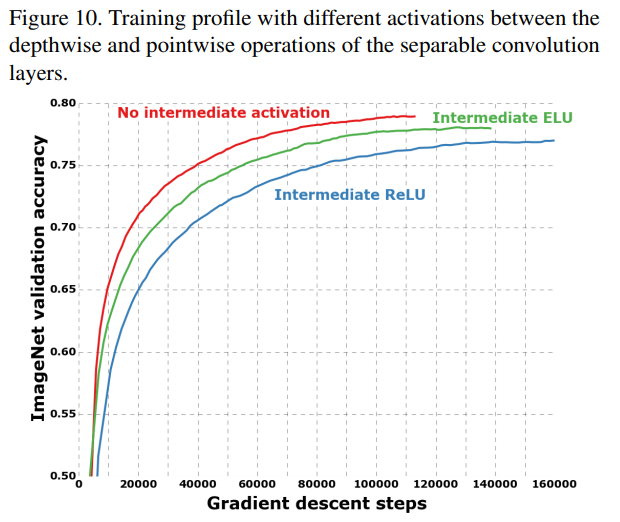 Figure 10. Training profile with different activations between the
depthwise and pointwise operations of the separable convolution
layers.
0.80
No intermediate activation
Intermediate ELU
0.75
Intermediate ReLU
0.70
0.65
0.60
0.55
0.50
ImageNet validation accuracy
0 20000 40000 60000 80000 100000 120000 140000 160000
Gradient descent steps